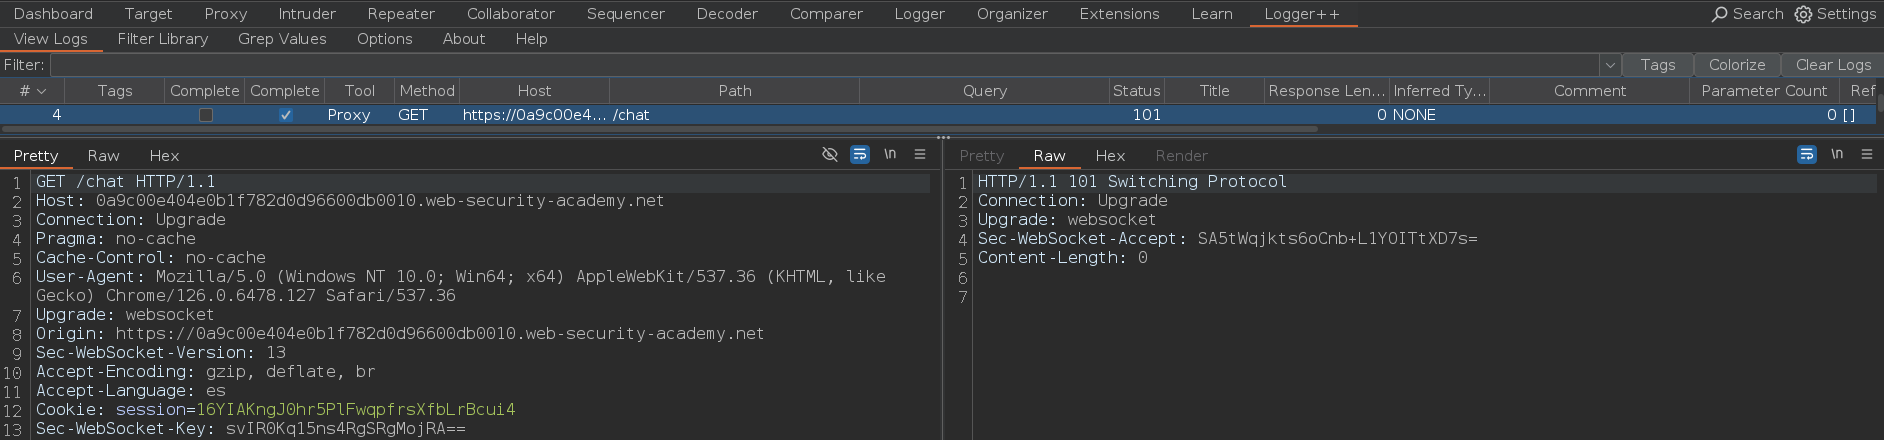 Dashboard Target Proxy Intruder Repeater Collaborator Sequencer Decoder Comparer Logger Organizer Extensions Learn Logger++ Search Settings
View Logs Filter Library Grep Values Options About Help
Filter: Tags Colorize Clear Logs
# Tags Complete Complete Tool Method Host Path Query Status Title Response Len... Inferred Ty... Comment Parameter Count Ref
4 Proxy GET https://0a9c00e4... /chat 101 0 NONE 0 []
Pretty Raw Hex \n
1 GET /chat HTTP/1.1
2 Host: 0a9c00e404e0b1f782d0d96600db0010.web-security-academy.net
3 Connection: Upgrade
4 Pragma: no-cache
5 Cache-Control: no-cache
6 User-Agent: Mozilla/5.0 (Windows NT 10.0; Win64; x64) AppleWebKit/537.36 (KHTML, like
Gecko) Chrome/126.0.6478.127 Safari/537.36
7 Upgrade: websocket
8 Origin: https://0a9c00e404e0b1f782d0d96600db0010.web-security-academy.net
9 Sec-WebSocket-Version: 13
10 Accept-Encoding: gzip, deflate, br
11 Accept-Language: es
12 Cookie: session=16YIAKngJ0hr5PlFwqpfrsXfbLrBcui4
13 Sec-WebSocket-Key: svIR0Kq15ns4RgSRgMojRA==
Pretty Raw Hex Render \n
1 HTTP/1.1 101 Switching Protocol
2 Connection: Upgrade
3 Upgrade: websocket
4 Sec-WebSocket-Accept: SA5tWqjkts6oCnb+L1YOITtXD7s=
5 Content-Length: 0
6
7